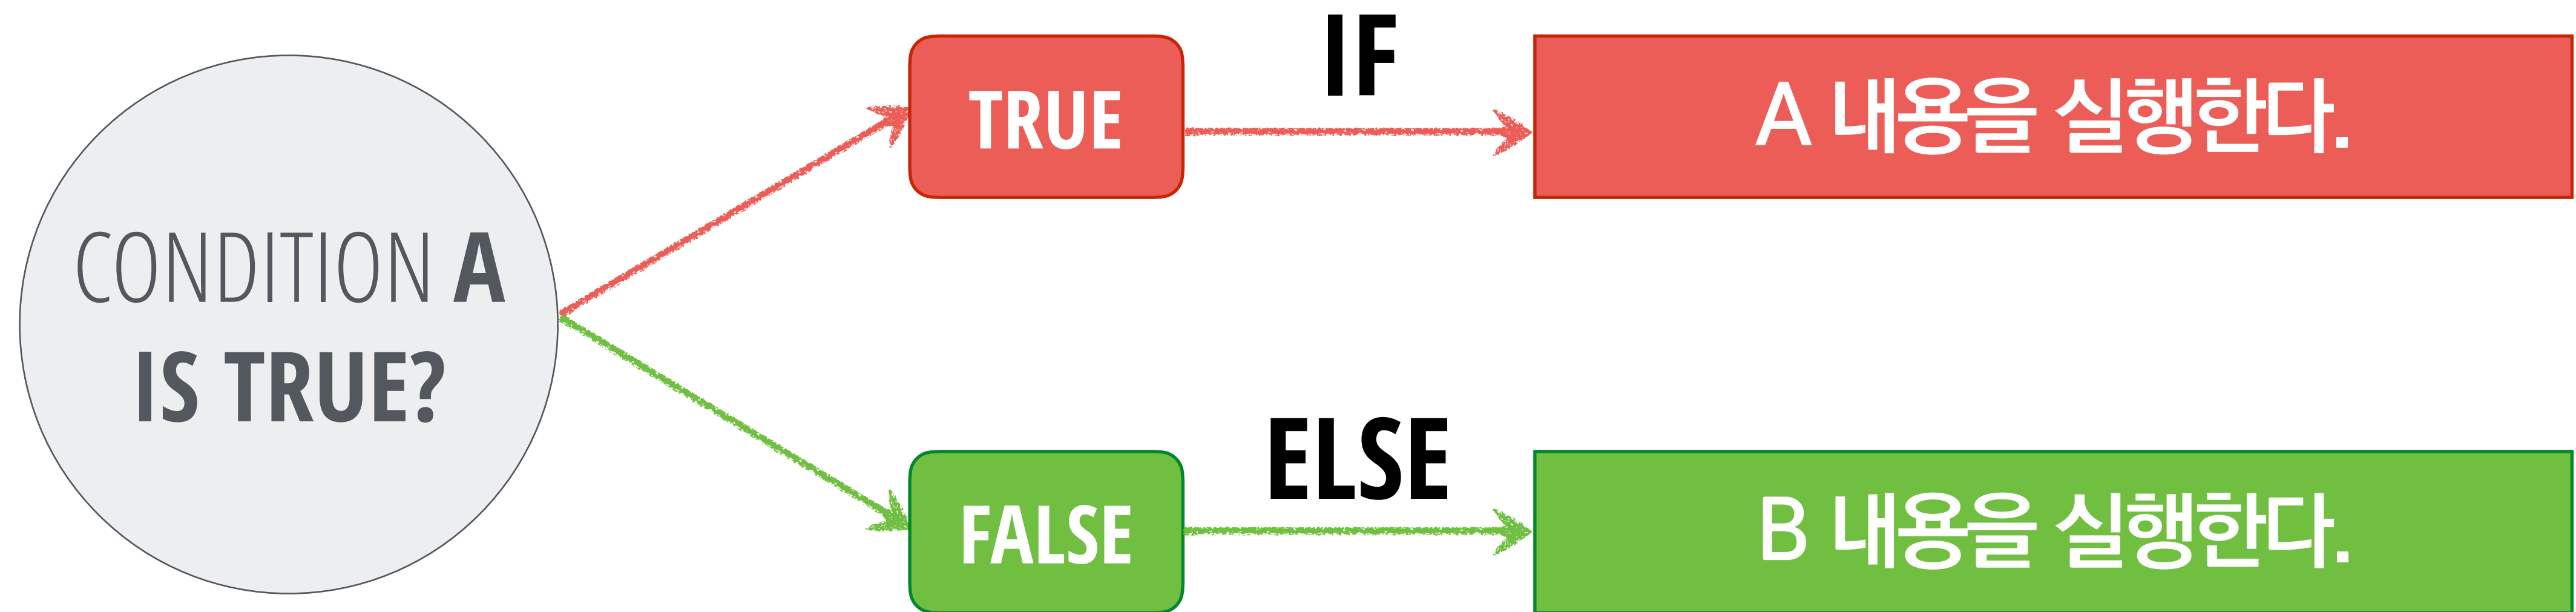 CONDITION A
IS TRUE?
TRUE
IF
A 내용을 실행한다.
FALSE
ELSE
B 내용을 실행한다.